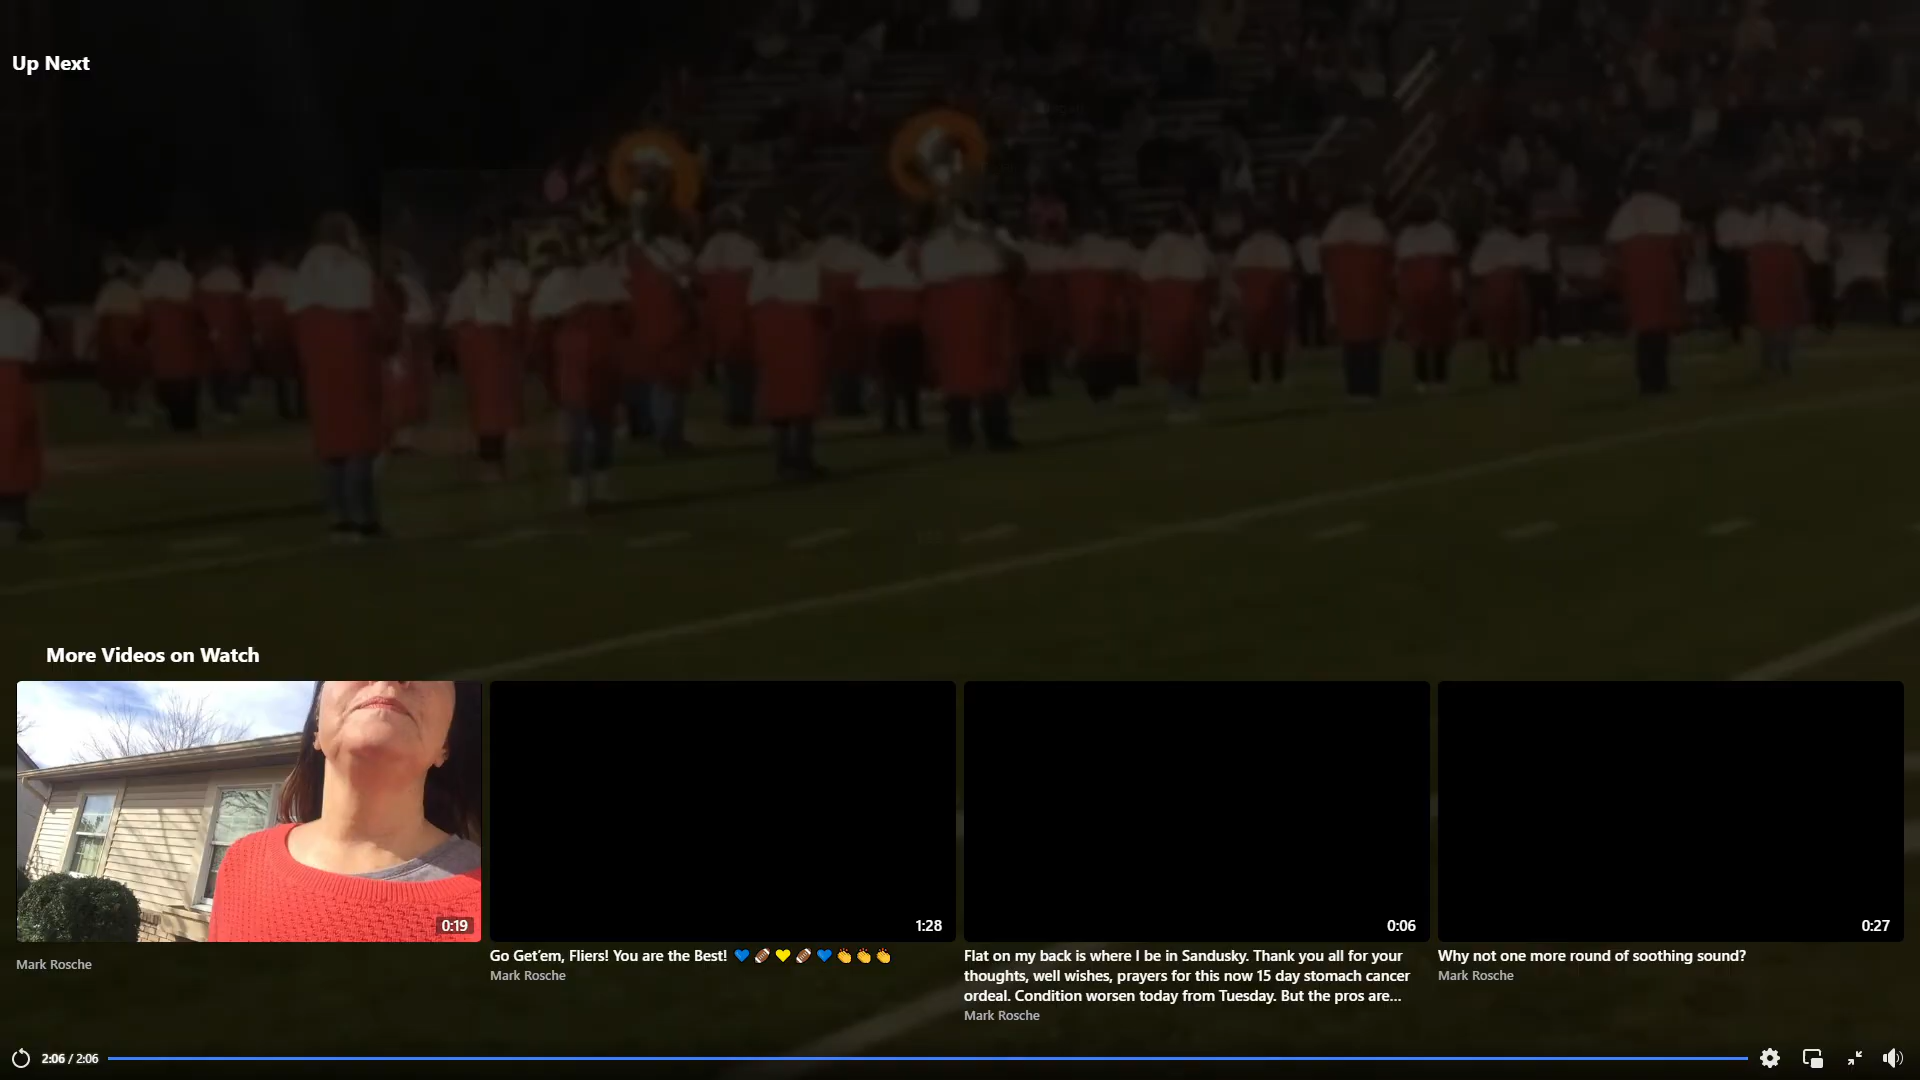 Up Next
More Videos on Watch
0:19
1:28
0:06
0:27
Mark Rosche
Go Get'em, Fliers! You are the Best! 💙🏈💛🏈💙👏👏👏
Mark Rosche
Flat on my back is where I be in Sandusky. Thank you all for your
thoughts, well wishes, prayers for this now 15 day stomach cancer
ordeal. Condition worsen today from Tuesday. But the pros are...
Mark Rosche
Why not one more round of soothing sound?
Mark Rosche
2:06 / 2:06